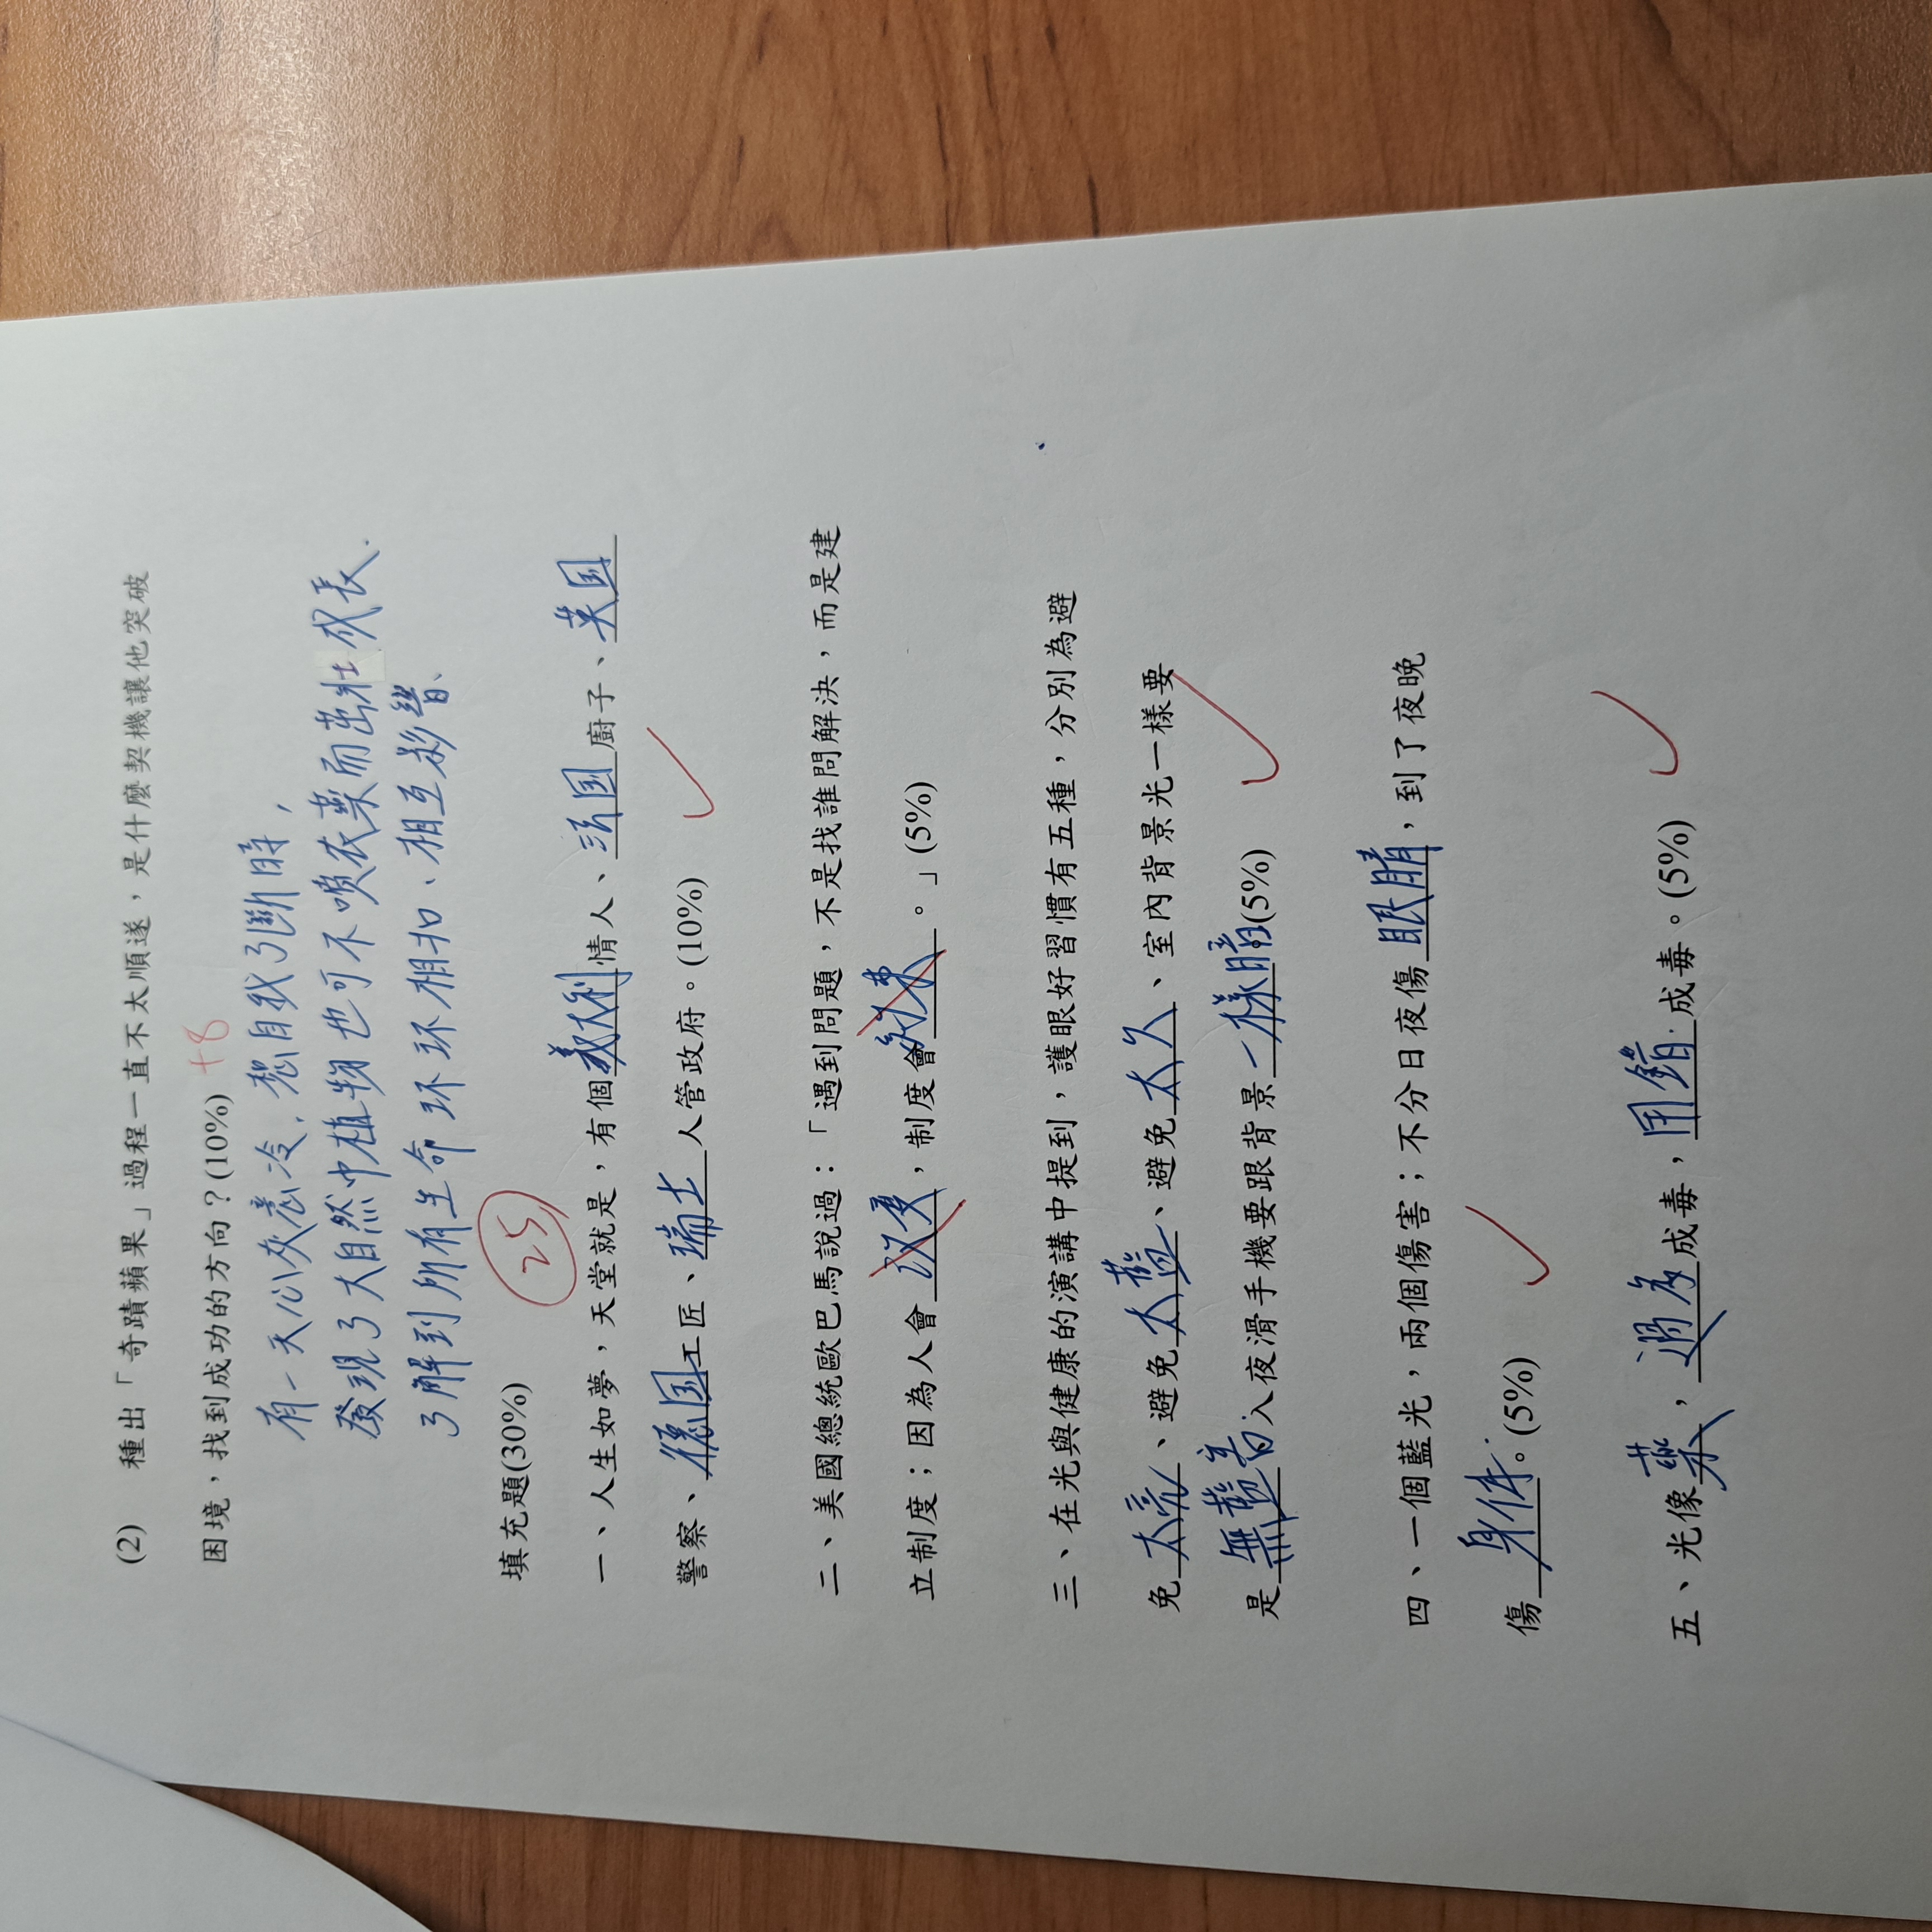 (2) 種出「奇蹟蘋果」過程一直不太順遂，是什麼契機讓他突破
困境，找到成功的方向？(10%) +8
有一天心灰意冷，想自我了斷時，
發現了大自然中植物也可不噴农藥而茁壯成長.
了解到所有生命环环相扣、相互影響、
填充題(30%) 25
一、人生如夢，天堂就是，有個義大利情人、法国廚子、英国
警察、德国工匠、瑞士人管政府。(10%)
二、美國總統歐巴馬說過：「遇到問題，不是找誰問解決，而是建
立制度；因為人會改變，制度會約束。」(5%)
三、在光與健康的演講中提到，護眼好習慣有五種，分別為避
免太亮、避免太藍、避免太久、室內背景光一樣要
是無藍害入夜滑手機要跟背景一樣暗。(5%)
四、一個藍光，兩個傷害；不分日夜傷眼睛，到了夜晚
傷身体。(5%)
五、光像藥，過多成毒，用錯成毒。(5%)